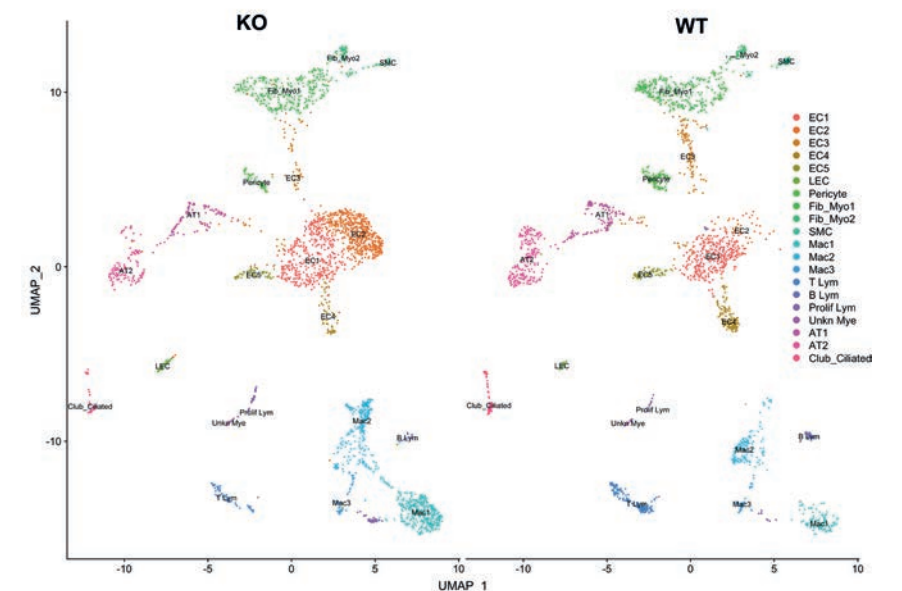 KO
WT
Fib_Myo2
SMC
Fib_Myo1
EC3
Pericyte
AT1
EC2
EC1
AT2
EC5
EC4
LEC
Club_Ciliated
Prolif Lym
Unkn Mye
Mac2
B Lym
T Lym
Mac3
Mac1
Myo2
SMC
Fib_Myo1
EC3
Pericyte
AT1
EC2
EC1
AT2
EC5
EC4
LEC
Club_Ciliated
Prolif Lym
Unkn Mye
B Lym
Mac2
T Lym
Mac3
Mac1
EC1
EC2
EC3
EC4
EC5
LEC
Pericyte
Fib_Myo1
Fib_Myo2
SMC
Mac1
Mac2
Mac3
T Lym
B Lym
Prolif Lym
Unkn Mye
AT1
AT2
Club_Ciliated
UMAP_2
10
0
-10
-10 -5 0 5 10 -10 -5 0 5 10
UMAP_1